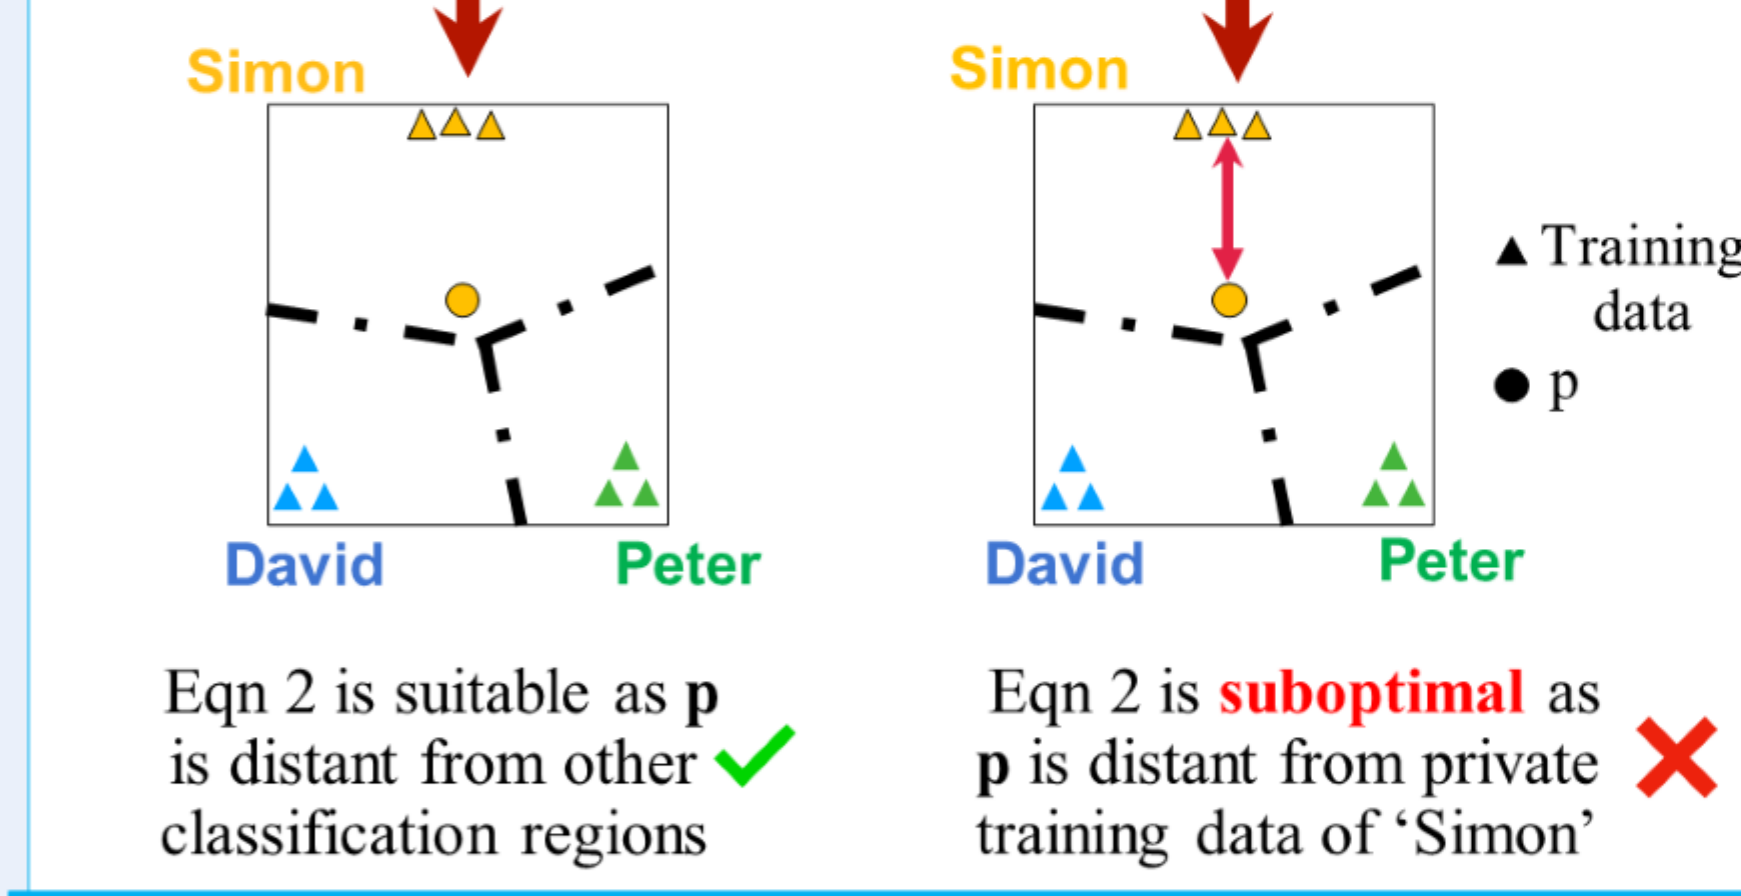 Simon
David
Peter
Simon
David
Peter
Training
data
p
Eqn 2 is suitable as p
is distant from other
classification regions
Eqn 2 is suboptimal as
p is distant from private
training data of ‘Simon’